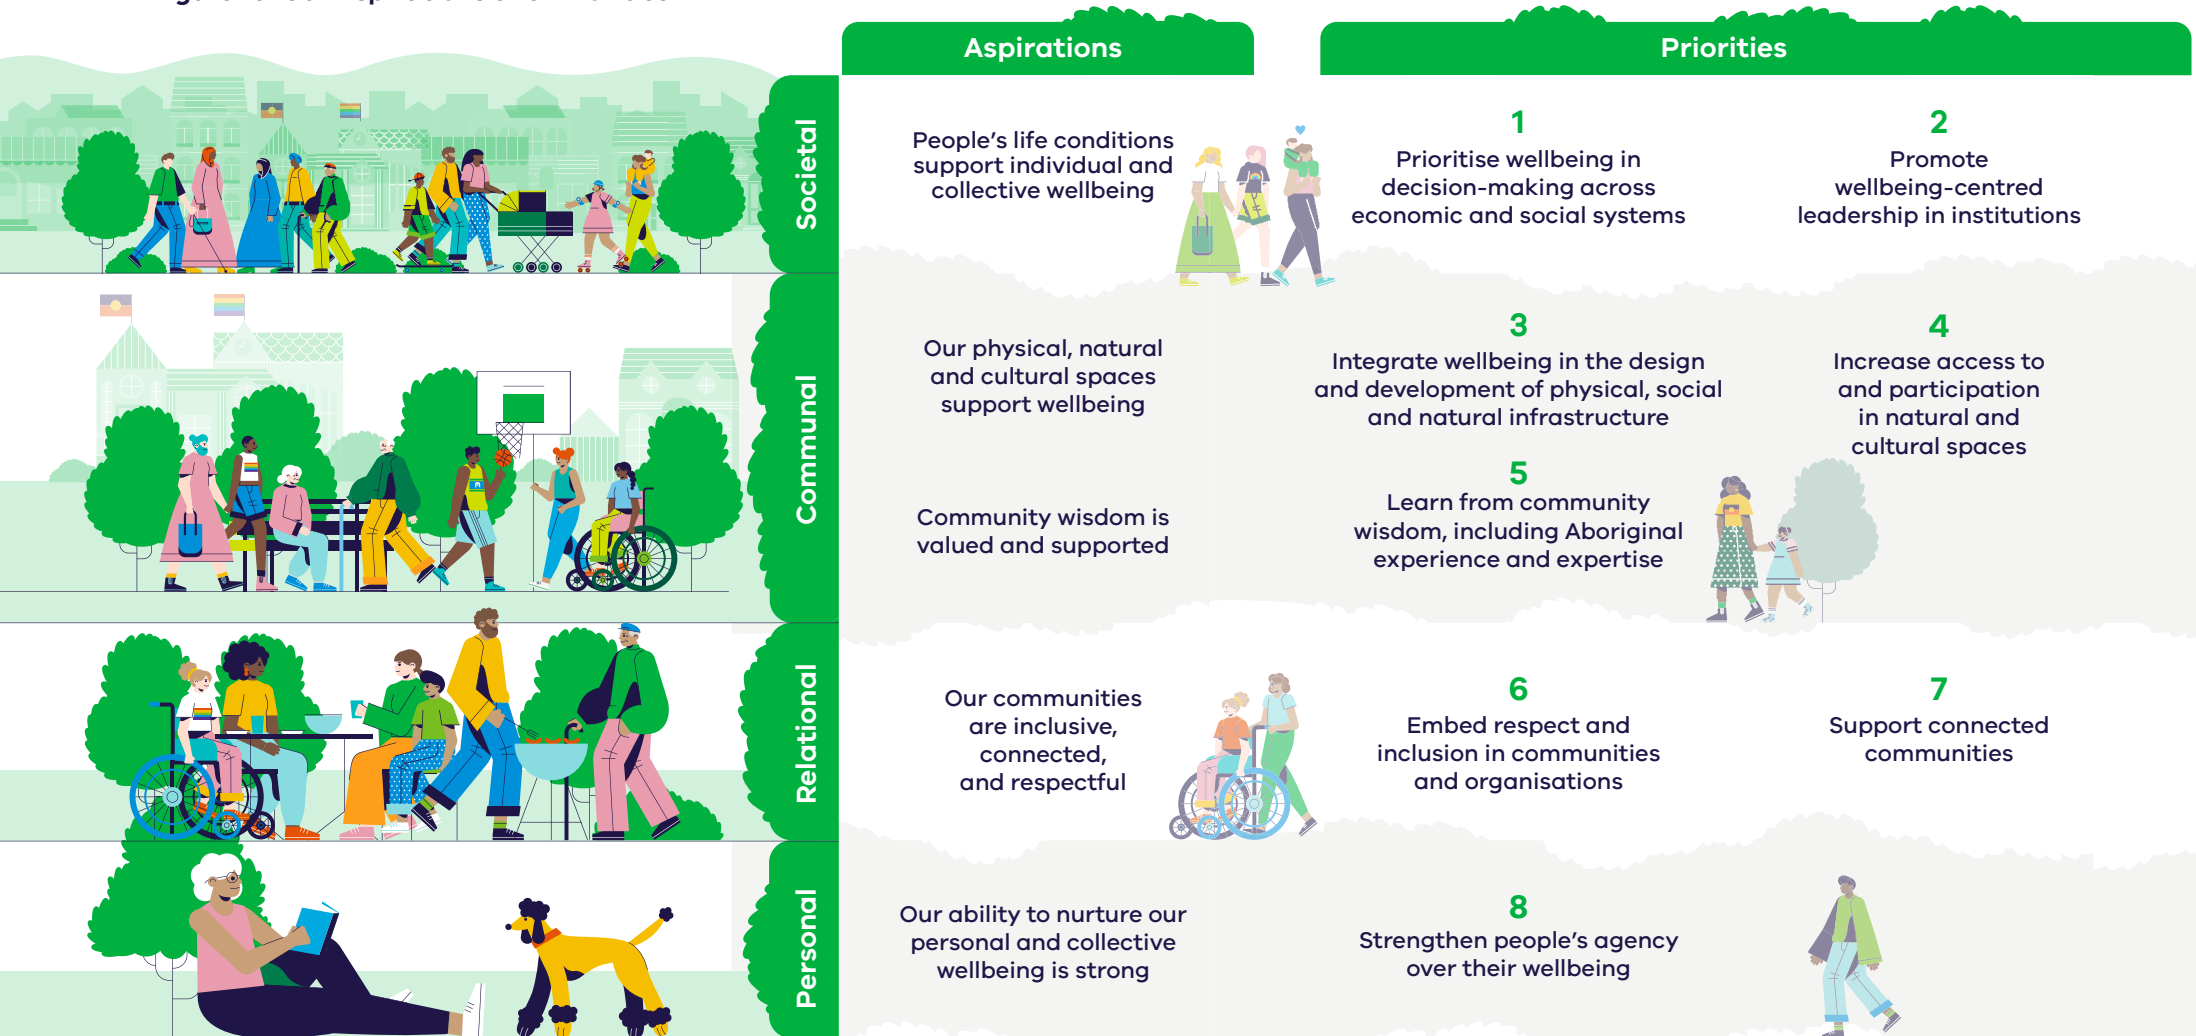 Aspirations
Priorities
Societal
People's life conditions
support individual and
collective wellbeing
1
Prioritise wellbeing in
decision-making across
economic and social systems
2
Promote
wellbeing-centred
leadership in institutions
Communal
Our physical, natural
and cultural spaces
support wellbeing
3
Integrate wellbeing in the design
and development of physical, social
and natural infrastructure
4
Increase access to
and participation
in natural and
cultural spaces
Community wisdom is
valued and supported
5
Learn from community
wisdom, including Aboriginal
experience and expertise
Relational
Our communities
are inclusive,
connected,
and respectful
6
Embed respect and
inclusion in communities
and organisations
7
Support connected
communities
Personal
Our ability to nurture our
personal and collective
wellbeing is strong
8
Strengthen people's agency
over their wellbeing